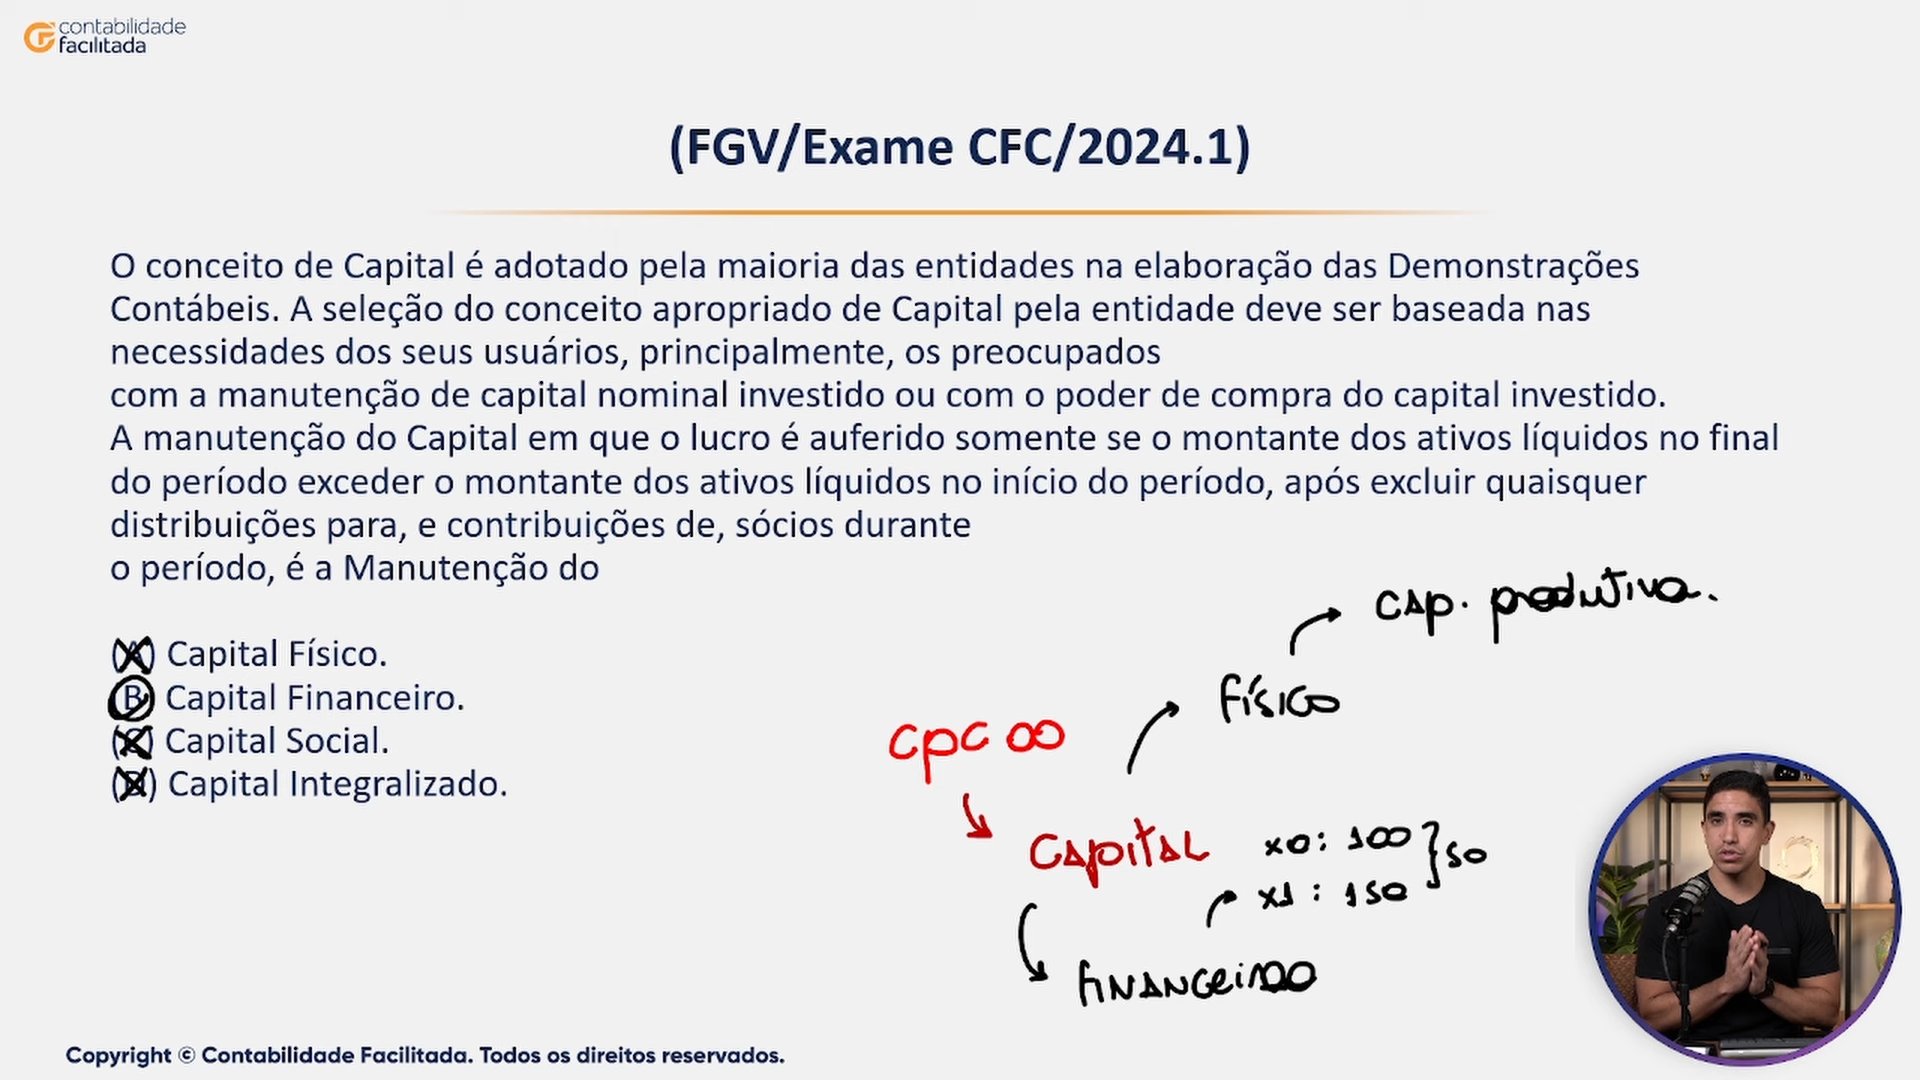 contabilidade
facilitada
(FGV/Exame CFC/2024.1)
O conceito de Capital é adotado pela maioria das entidades na elaboração das Demonstrações
Contábeis. A seleção do conceito apropriado de Capital pela entidade deve ser baseada nas
necessidades dos seus usuários, principalmente, os preocupados
com a manutenção de capital nominal investido ou com o poder de compra do capital investido.
A manutenção do Capital em que o lucro é auferido somente se o montante dos ativos líquidos no final
do período exceder o montante dos ativos líquidos no início do período, após excluir quaisquer
distribuições para, e contribuições de, sócios durante
o período, é a Manutenção do
(A) Capital Físico.
(B) Capital Financeiro.
(C) Capital Social.
(D) Capital Integralizado.
CAp. produtiva.
Físico
CPC 00
CAPITAL
x0: 100
x1: 150
} 50
FINANCEIRO
Copyright © Contabilidade Facilitada. Todos os direitos reservados.